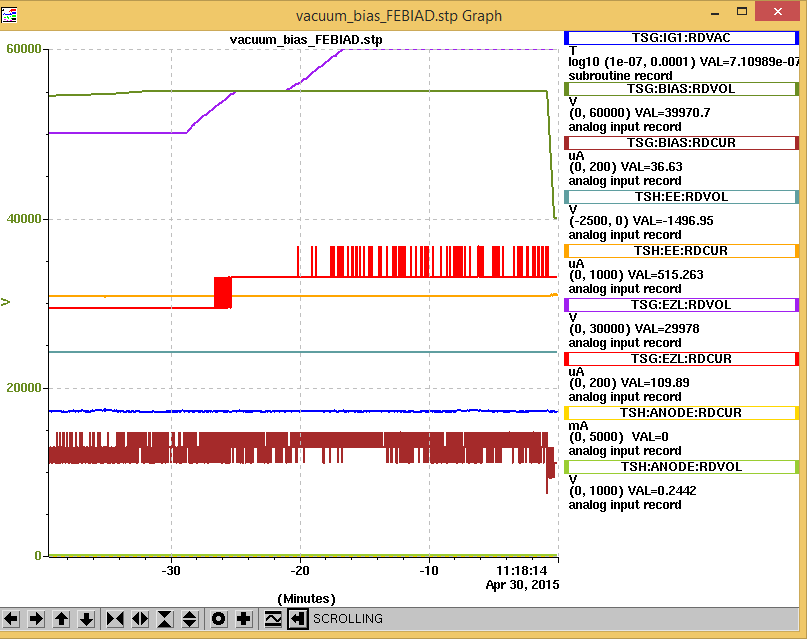 vacuum_bias_FEBIAD.stp Graph
vacuum_bias_FEBIAD.stp
60000
40000
V
20000
0
-30
-20
-10
11:18:14
Apr 30, 2015
(Minutes)
TSG:IG1:RDVAC
T
log10 (1e-07, 0.0001) VAL=7.10989e-07
subroutine record
TSG:BIAS:RDVOL
V
(0, 60000) VAL=39970.7
analog input record
TSG:BIAS:RDCUR
uA
(0, 200) VAL=36.63
analog input record
TSH:EE:RDVOL
V
(-2500, 0) VAL=-1496.95
analog input record
TSH:EE:RDCUR
uA
(0, 1000) VAL=515.263
analog input record
TSG:EZL:RDVOL
V
(0, 30000) VAL=29978
analog input record
TSG:EZL:RDCUR
uA
(0, 200) VAL=109.89
analog input record
TSH:ANODE:RDCUR
mA
(0, 5000) VAL=0
analog input record
TSH:ANODE:RDVOL
V
(0, 1000) VAL=0.2442
analog input record
SCROLLING